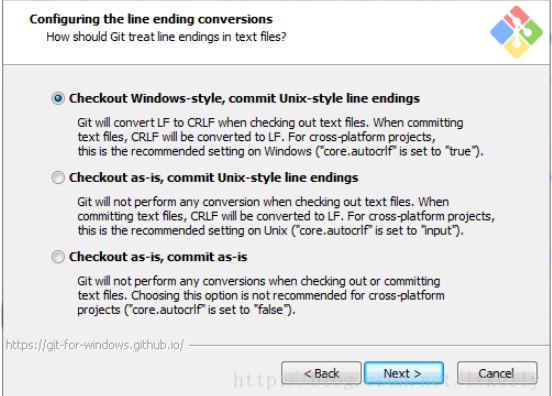 Configuring the line ending conversions
How should Git treat line endings in text files?
Checkout Windows-style, commit Unix-style line endings
Git will convert LF to CRLF when checking out text files. When committing
text files, CRLF will be converted to LF. For cross-platform projects,
this is the recommended setting on Windows ("core.autocrlf" is set to "true").
Checkout as-is, commit Unix-style line endings
Git will not perform any conversion when checking out text files. When
committing text files, CRLF will be converted to LF. For cross-platform projects,
this is the recommended setting on Unix ("core.autocrlf" is set to "input").
Checkout as-is, commit as-is
Git will not perform any conversions when checking out or committing
text files. Choosing this option is not recommended for cross-platform
projects ("core.autocrlf" is set to "false").
https://git-for-windows.github.io/
< Back
Next >
Cancel